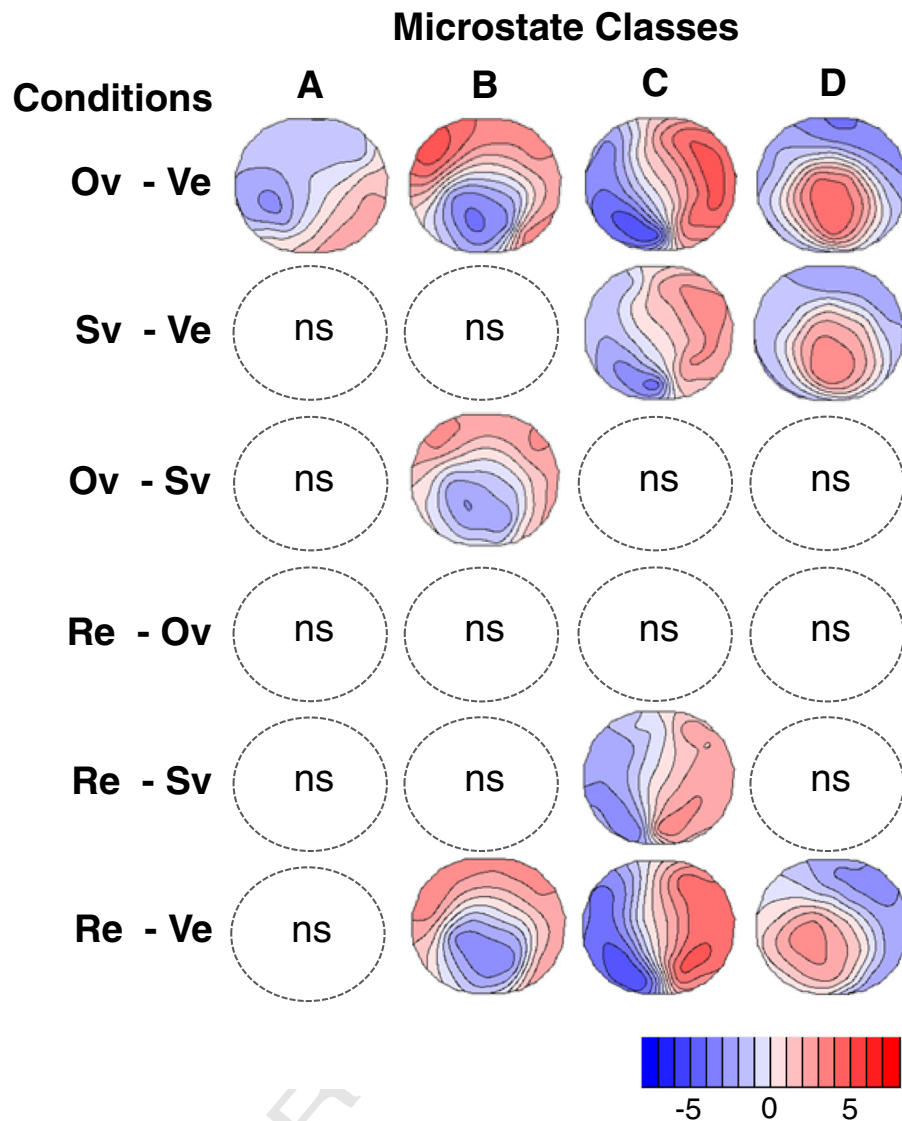 Microstate Classes
Conditions A B C D
Ov - Ve
Sv - Ve ns ns
Ov - Sv ns ns ns
Re - Ov ns ns ns ns
Re - Sv ns ns ns
Re - Ve ns
-5 0 5